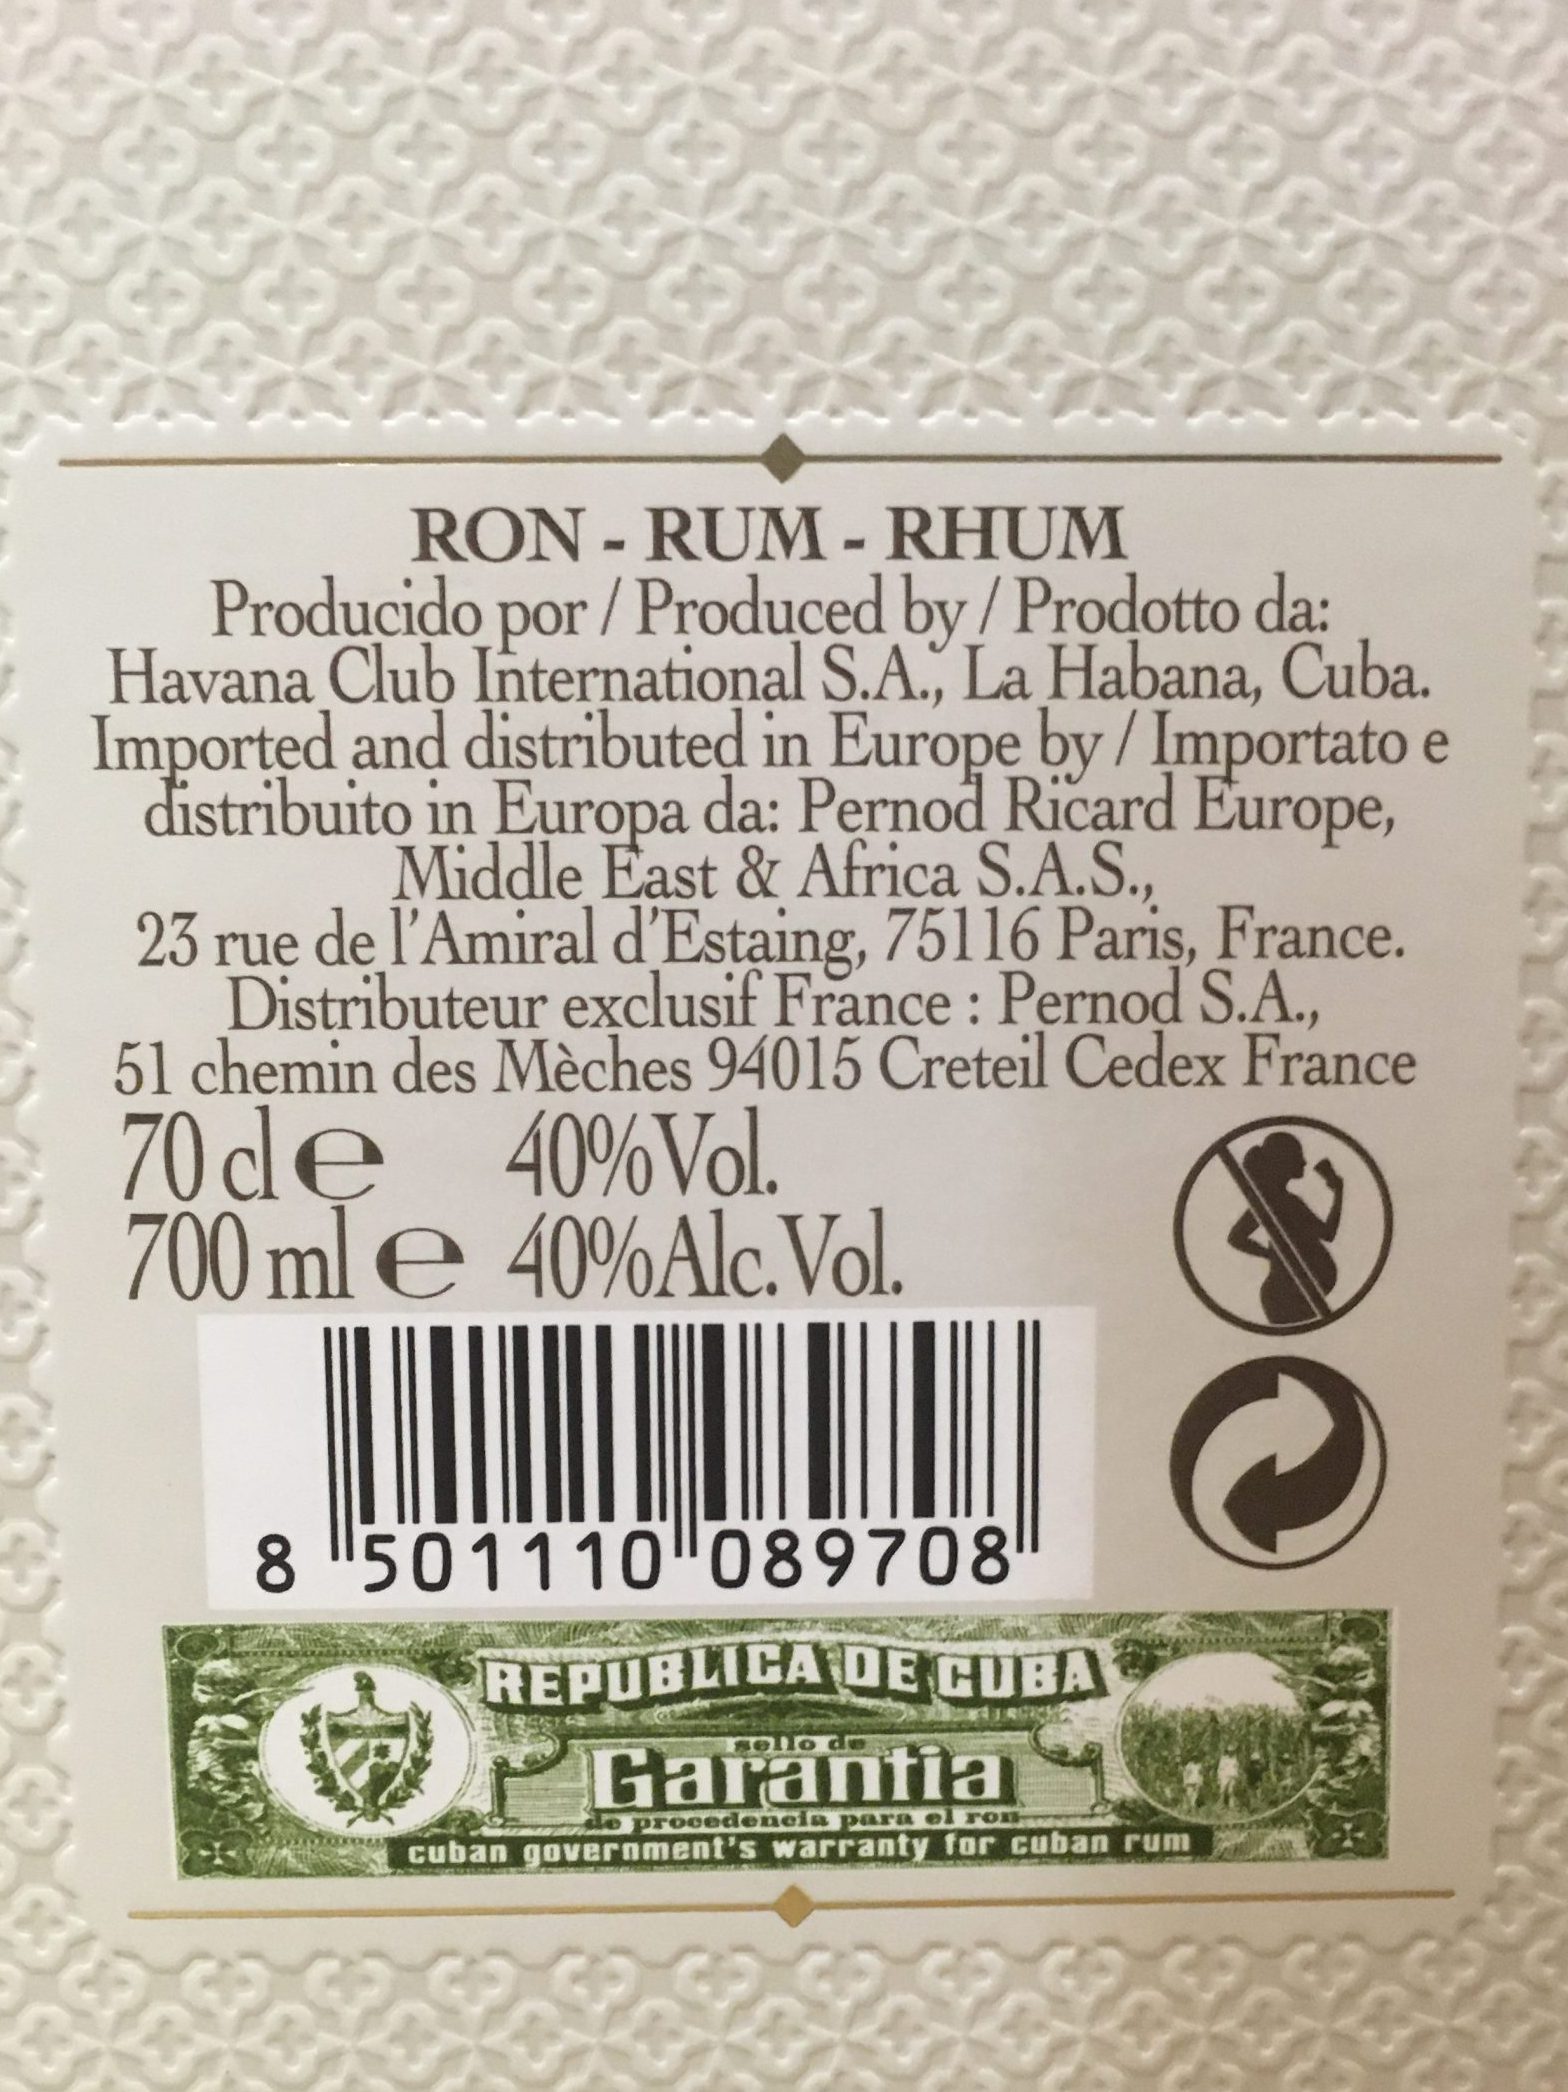 RON - RUM - RHUM
Producido por / Produced by / Prodotto da:
Havana Club International S.A., La Habana, Cuba.
Imported and distributed in Europe by / Importato e
distribuito in Europa da: Pernod Ricard Europe,
Middle East & Africa S.A.S.,
23 rue de l'Amiral d'Estaing, 75116 Paris, France.
Distributeur exclusif France : Pernod S.A.,
51 chemin des Mèches 94015 Creteil Cedex France
70 cl e 40% Vol.
700 ml e 40% Alc. Vol.
8 501110 089708
REPUBLICA DE CUBA
sello de
Garantia
de procedencia para el ron
cuban government's warranty for cuban rum